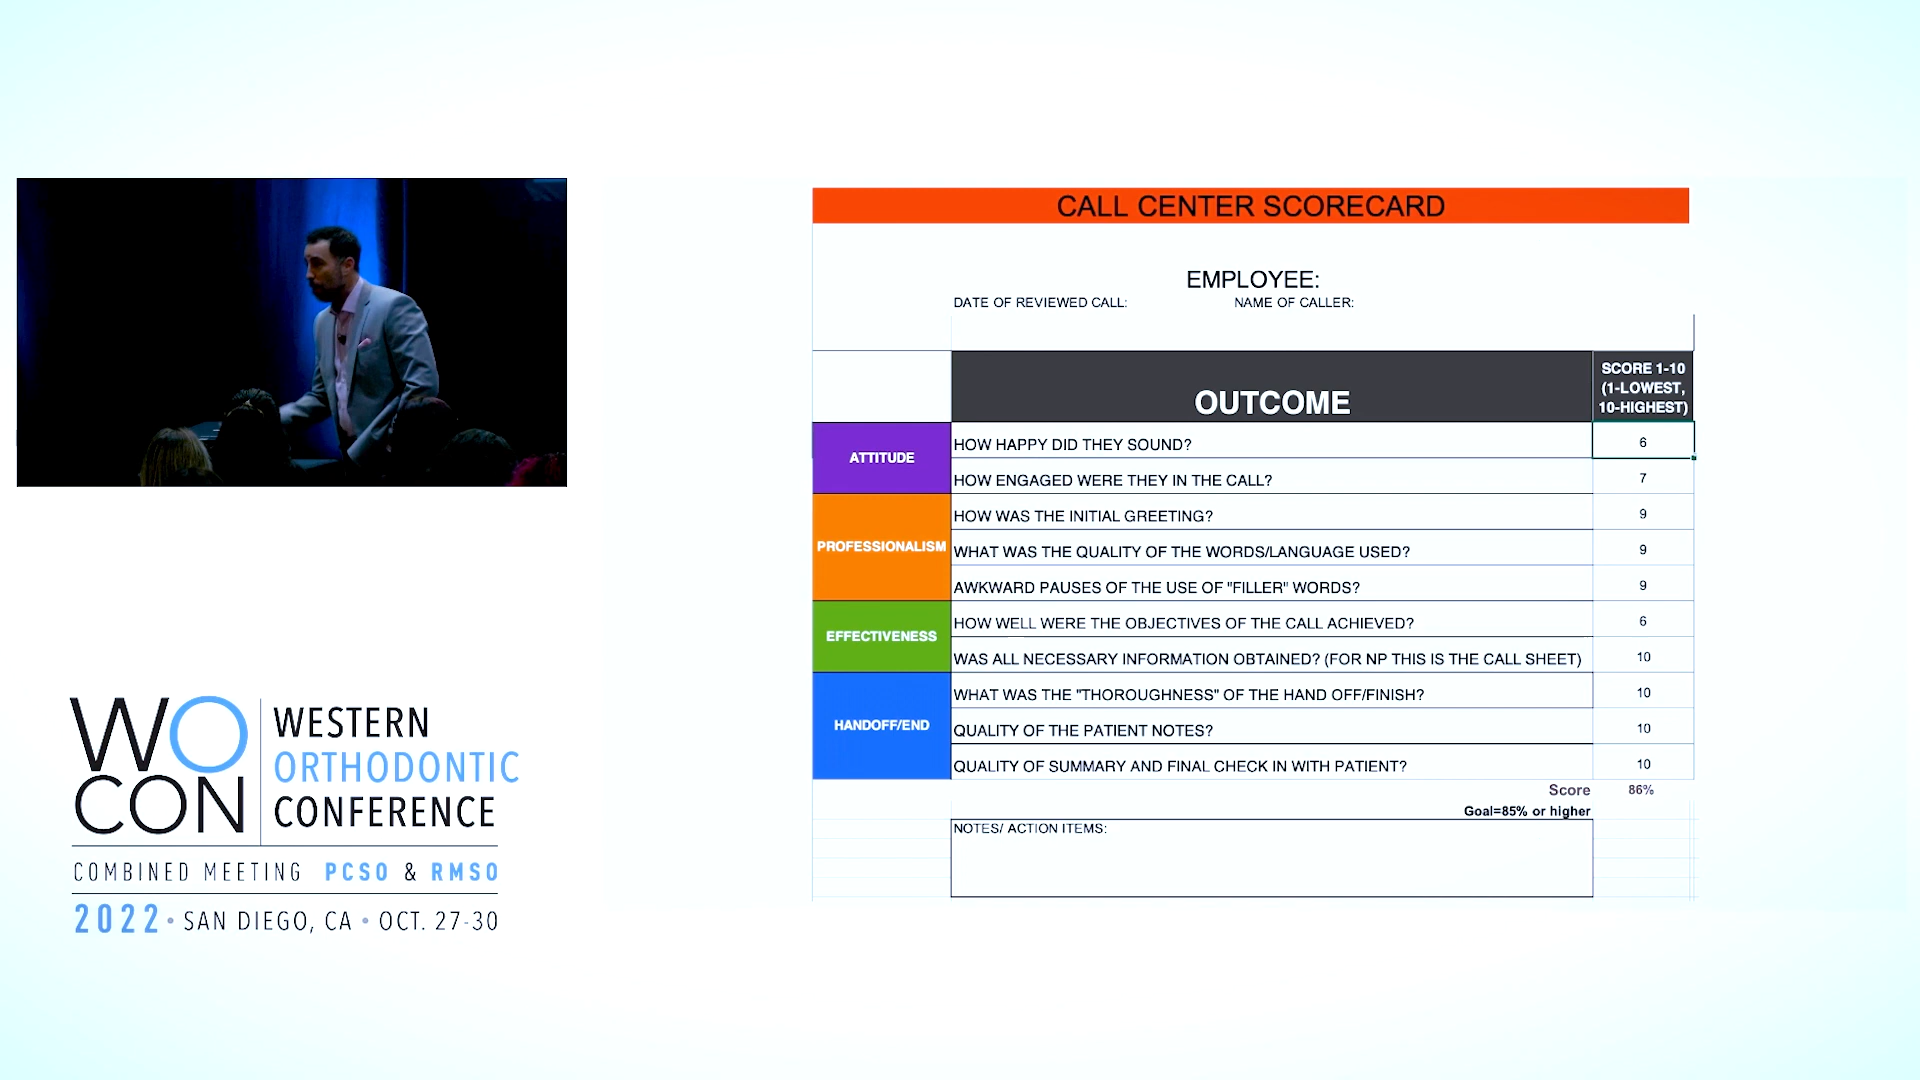 CALL CENTER SCORECARD
EMPLOYEE:
DATE OF REVIEWED CALL: NAME OF CALLER:
OUTCOME
SCORE 1-10
(1-LOWEST,
10-HIGHEST)
ATTITUDE
HOW HAPPY DID THEY SOUND? 6
HOW ENGAGED WERE THEY IN THE CALL? 7
PROFESSIONALISM
HOW WAS THE INITIAL GREETING? 9
WHAT WAS THE QUALITY OF THE WORDS/LANGUAGE USED? 9
AWKWARD PAUSES OF THE USE OF "FILLER" WORDS? 9
EFFECTIVENESS
HOW WELL WERE THE OBJECTIVES OF THE CALL ACHIEVED? 6
WAS ALL NECESSARY INFORMATION OBTAINED? (FOR NP THIS IS THE CALL SHEET) 10
HANDOFF/END
WHAT WAS THE "THOROUGHNESS" OF THE HAND OFF/FINISH? 10
QUALITY OF THE PATIENT NOTES? 10
QUALITY OF SUMMARY AND FINAL CHECK IN WITH PATIENT? 10
Score 86%
Goal=85% or higher
NOTES/ ACTION ITEMS:
WO
CON
WESTERN
ORTHODONTIC
CONFERENCE
COMBINED MEETING PCSO & RMSO
2022 • SAN DIEGO, CA • OCT. 27-30